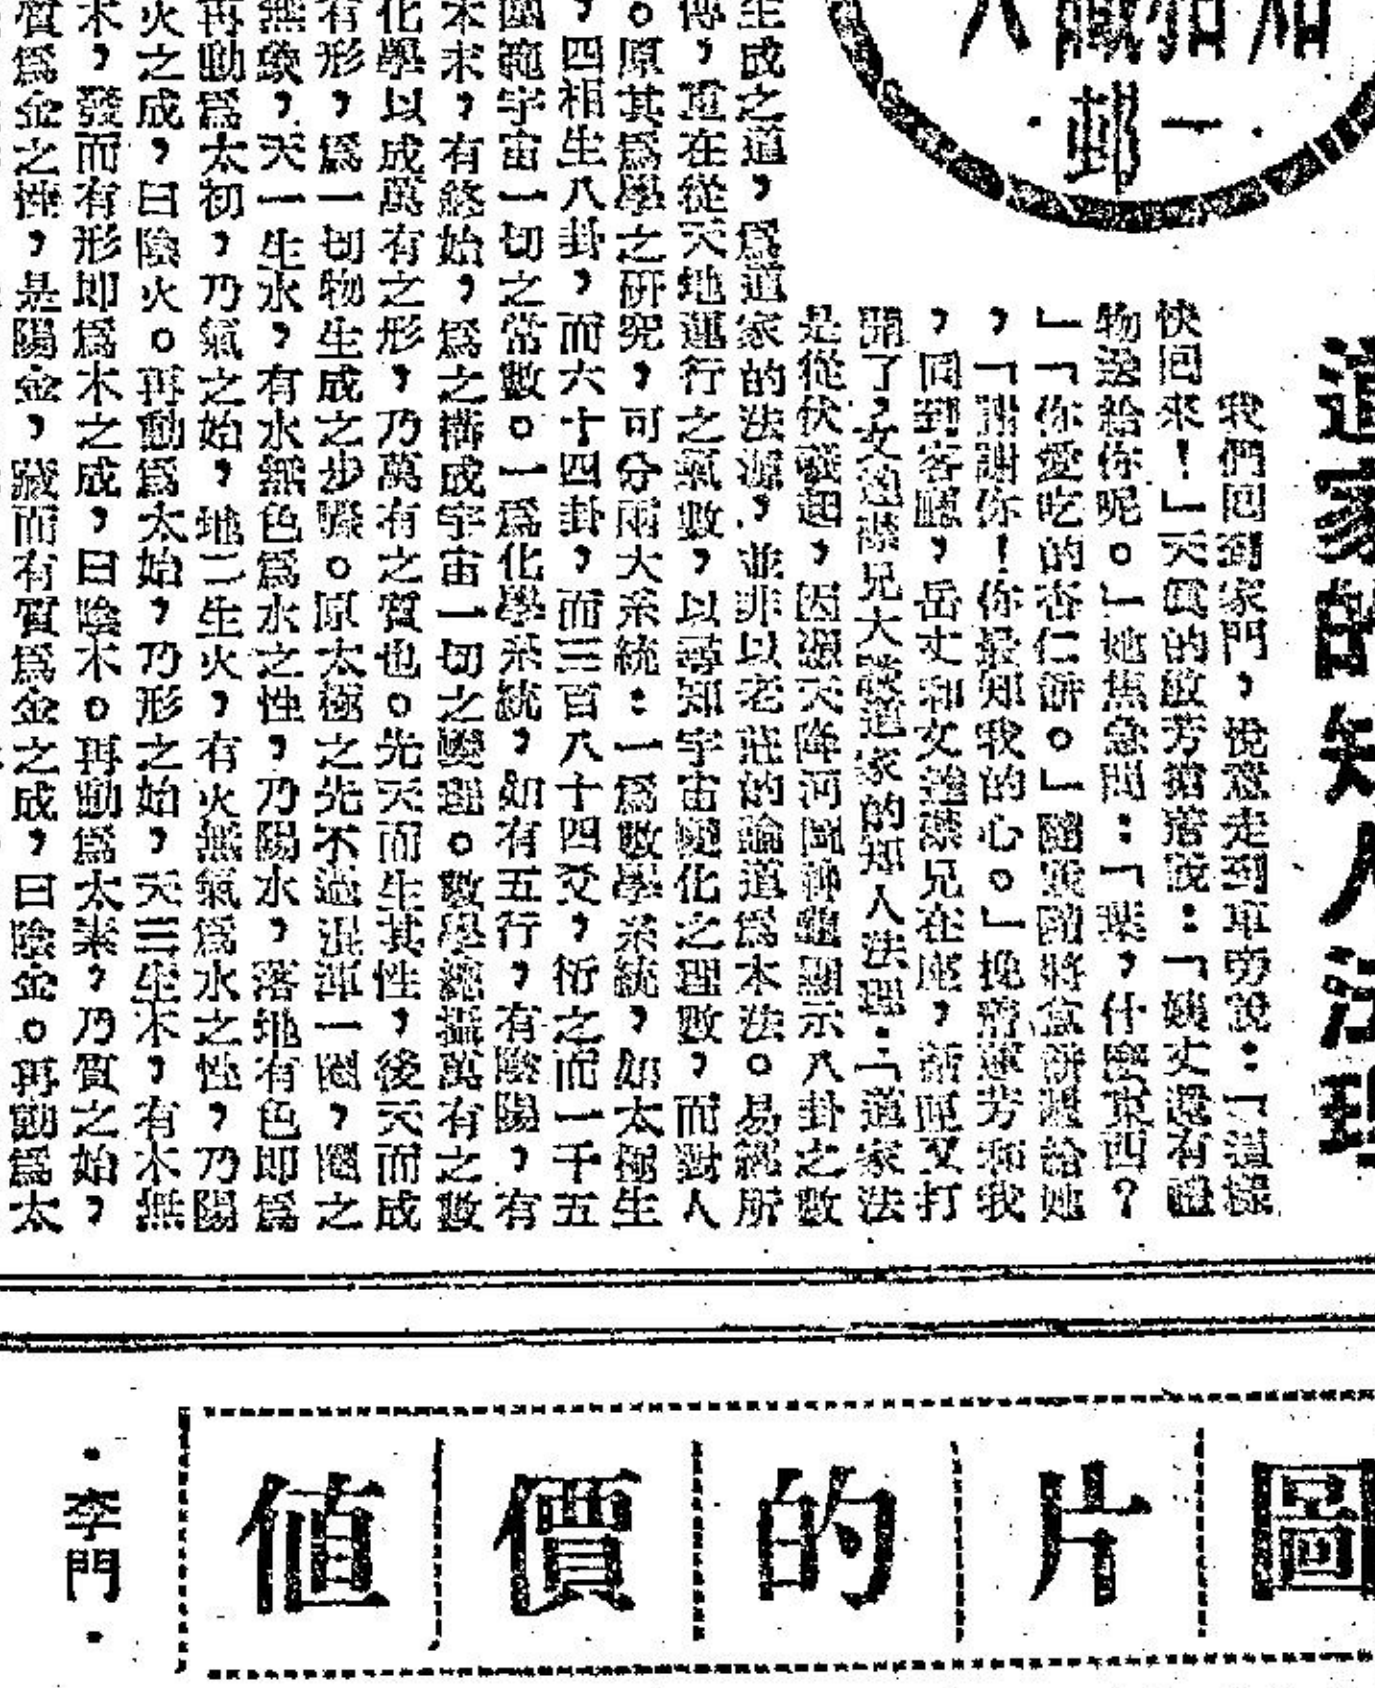 一
邨
道家的知人法理
我們回到家門，悅意走到車旁說：「這樣
快回來！」天真的敏芳搶着說：「姨丈還有禮
物送給你呢。」她焦急問：「葉，什麼東西？
」「你愛吃的杏仁餅。」隨我隨將盒餅遞給她
，「謝謝你！你最知我的心。」挽着蕙芳和我
，回到客廳，岳丈和文達襟兄在座，話匣又打
開了，文達襟兄大談道家的知人法理：「道家法
是從伏羲起，因遇天降河圖神龜顯示八卦之數
生成之道，爲道家的法源，並非以老莊的論道爲本法。易經所
傳，重在從天地運行之氣數，以尋知宇宙變化之理數，而對人
。原其爲學之研究，可分兩大系統：一爲數學系統，如太極生
，四相生八卦，而六十四卦，而三百八十四爻，衍之而一千五
圍範宇宙一切之常數。一爲化學系統，如有五行，有陰陽，有
本末，有終始，爲之構成宇宙一切之變理。數學總攝萬有之數
化學以成萬有之形，乃萬有之質也。先天而生其性，後天而成
有形，爲一切物生成之步驟。原太極之先不過混渾一圈，圈之
無象，天一生水，有水無色爲水之性，乃陽水，落地有色即爲
再動爲太初，乃氣之始，地二生火，有火無氣爲水之性，乃陽
火之成，曰陰火。再動爲太始，乃形之始，天三生木，有木無
木，發而有形即爲木之成，曰陰木。再動爲太素，乃質之始，
質爲金之性，是陽金，藏而有質爲金之成，曰陰金。再動爲太
圖片的價值
·李門·